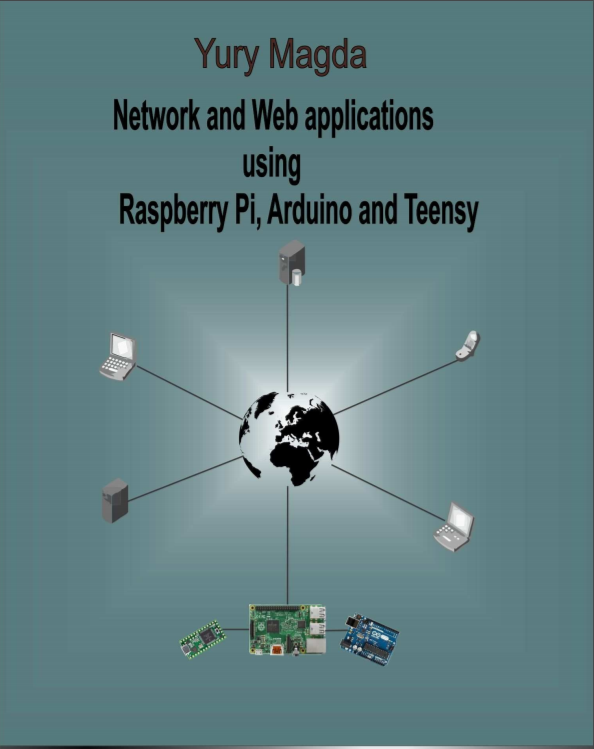 Yury Magda
Network and Web applications
using
Raspberry Pi, Arduino and Teensy